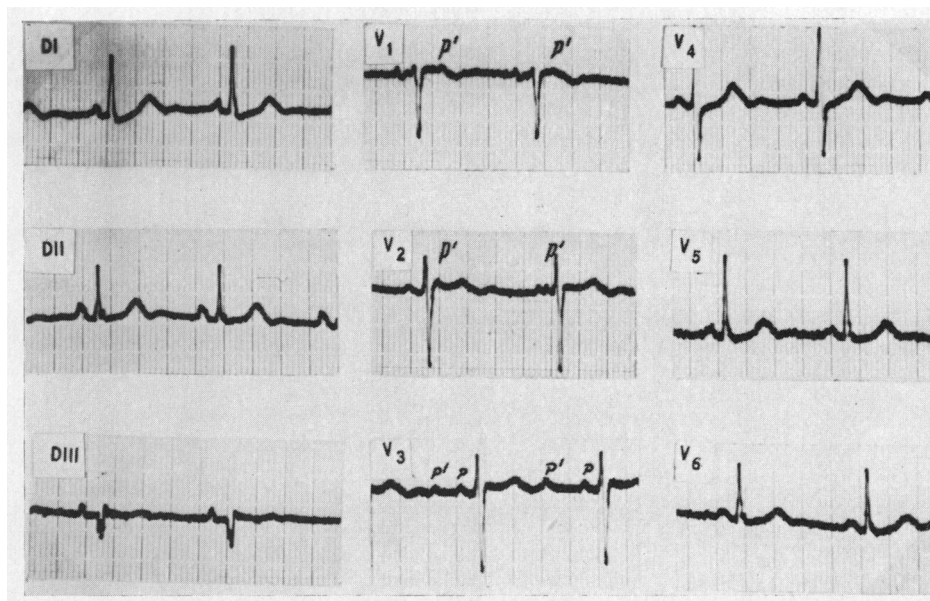 DI
V1 p' p'
V4
DII
V2 p' p'
V5
DIII
V3 p' p p' p
V6